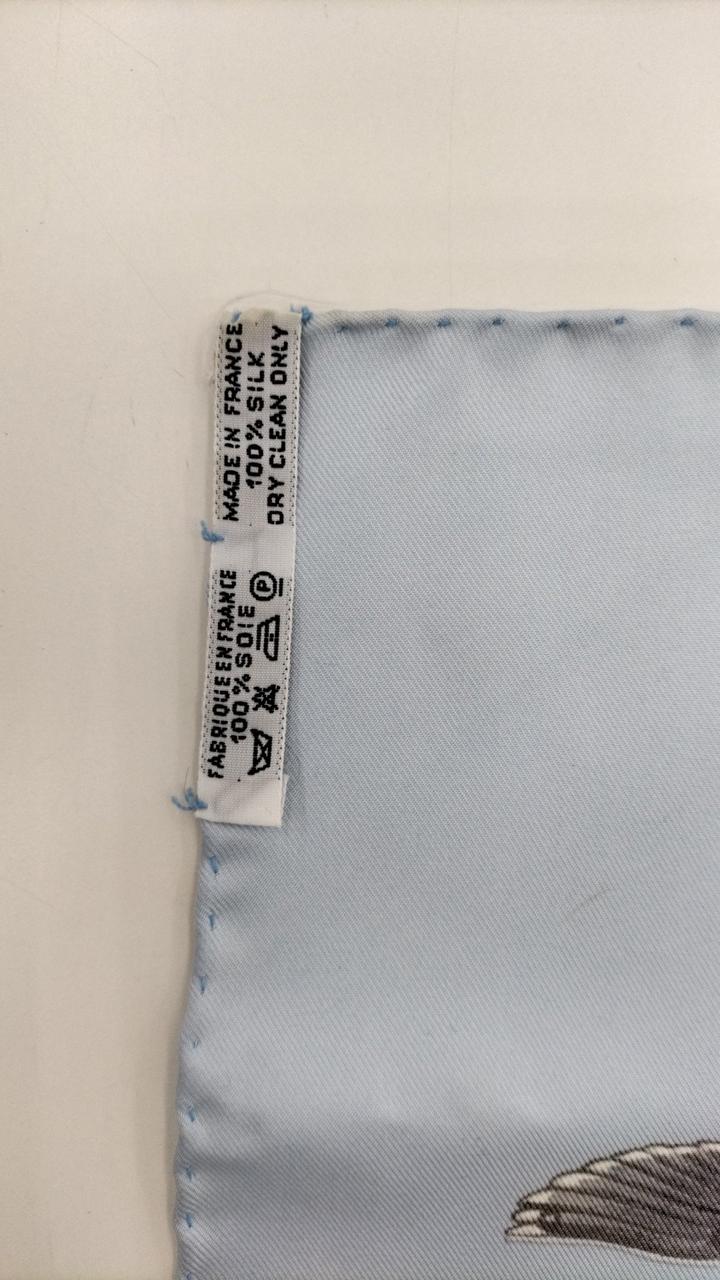 MADE IN FRANCE
100% SILK
DRY CLEAN ONLY
FABRIQUE EN FRANCE
100% SOIE
P